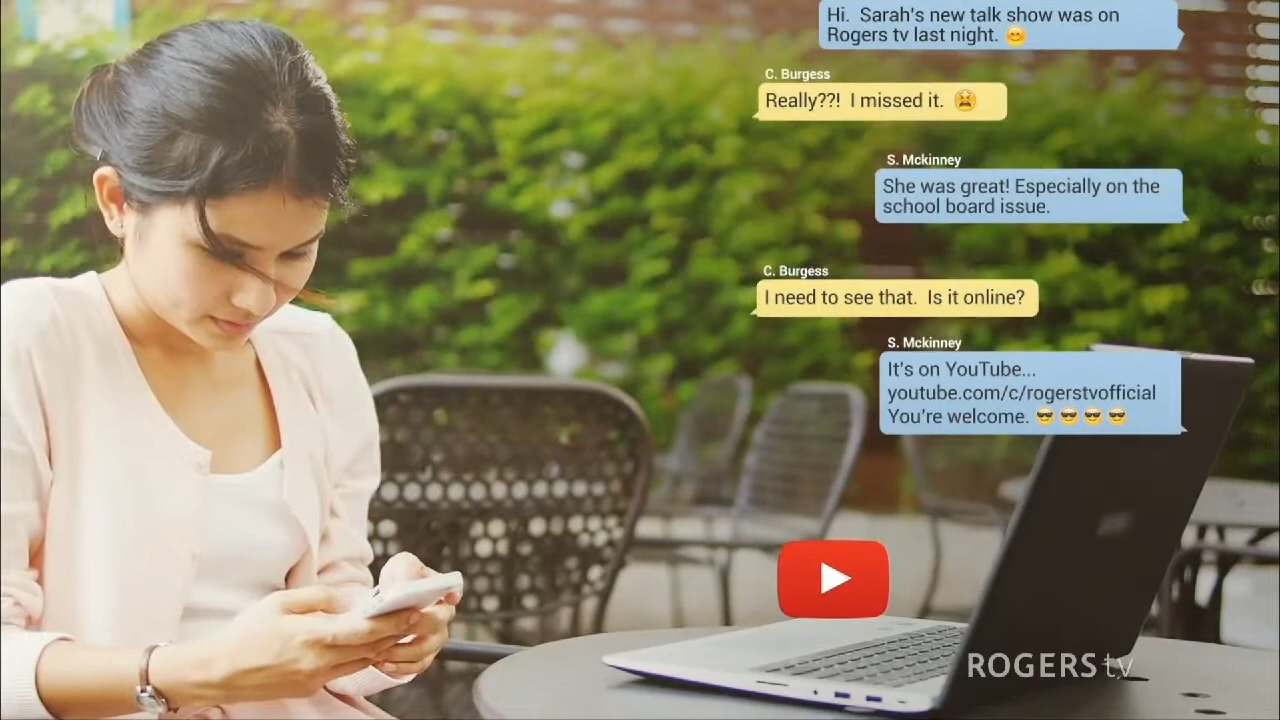 Hi.  Sarah's new talk show was on
Rogers tv last night. 😊
C. Burgess
Really??!  I missed it. 😫
S. Mckinney
She was great! Especially on the
school board issue.
C. Burgess
I need to see that.  Is it online?
S. Mckinney
It's on YouTube...
youtube.com/c/rogerstvofficial
You're welcome. 😎 😎 😎 😎
ROGERS tv